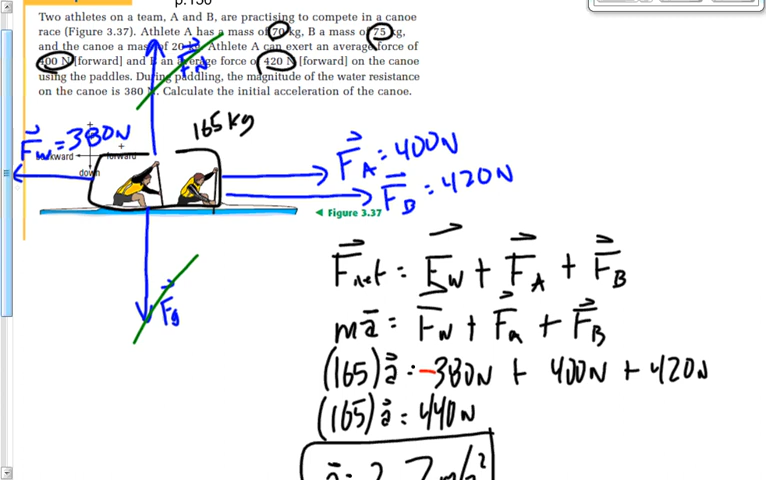 p.150
Two athletes on a team, A and B, are practising to compete in a canoe
race (Figure 3.37). Athlete A has a mass of 70 kg, B a mass of 75 kg,
and the canoe a mass of 20 kg. Athlete A can exert an average force of
400 N [forward] and B an average force of 420 N [forward] on the canoe
using the paddles. During paddling, the magnitude of the water resistance
on the canoe is 380 N. Calculate the initial acceleration of the canoe.
F⃗N
165 kg
F⃗w = 380N
F⃗A = 400N
backward forward
down
F⃗B = 420N
◄ Figure 3.37
F⃗g
F⃗net = F⃗w + F⃗A + F⃗B
ma⃗ = F⃗w + F⃗a + F⃗B
(165)a⃗ = -380N + 400N + 420N
(165)a⃗ = 440N
a⃗ = 2.7m/s²